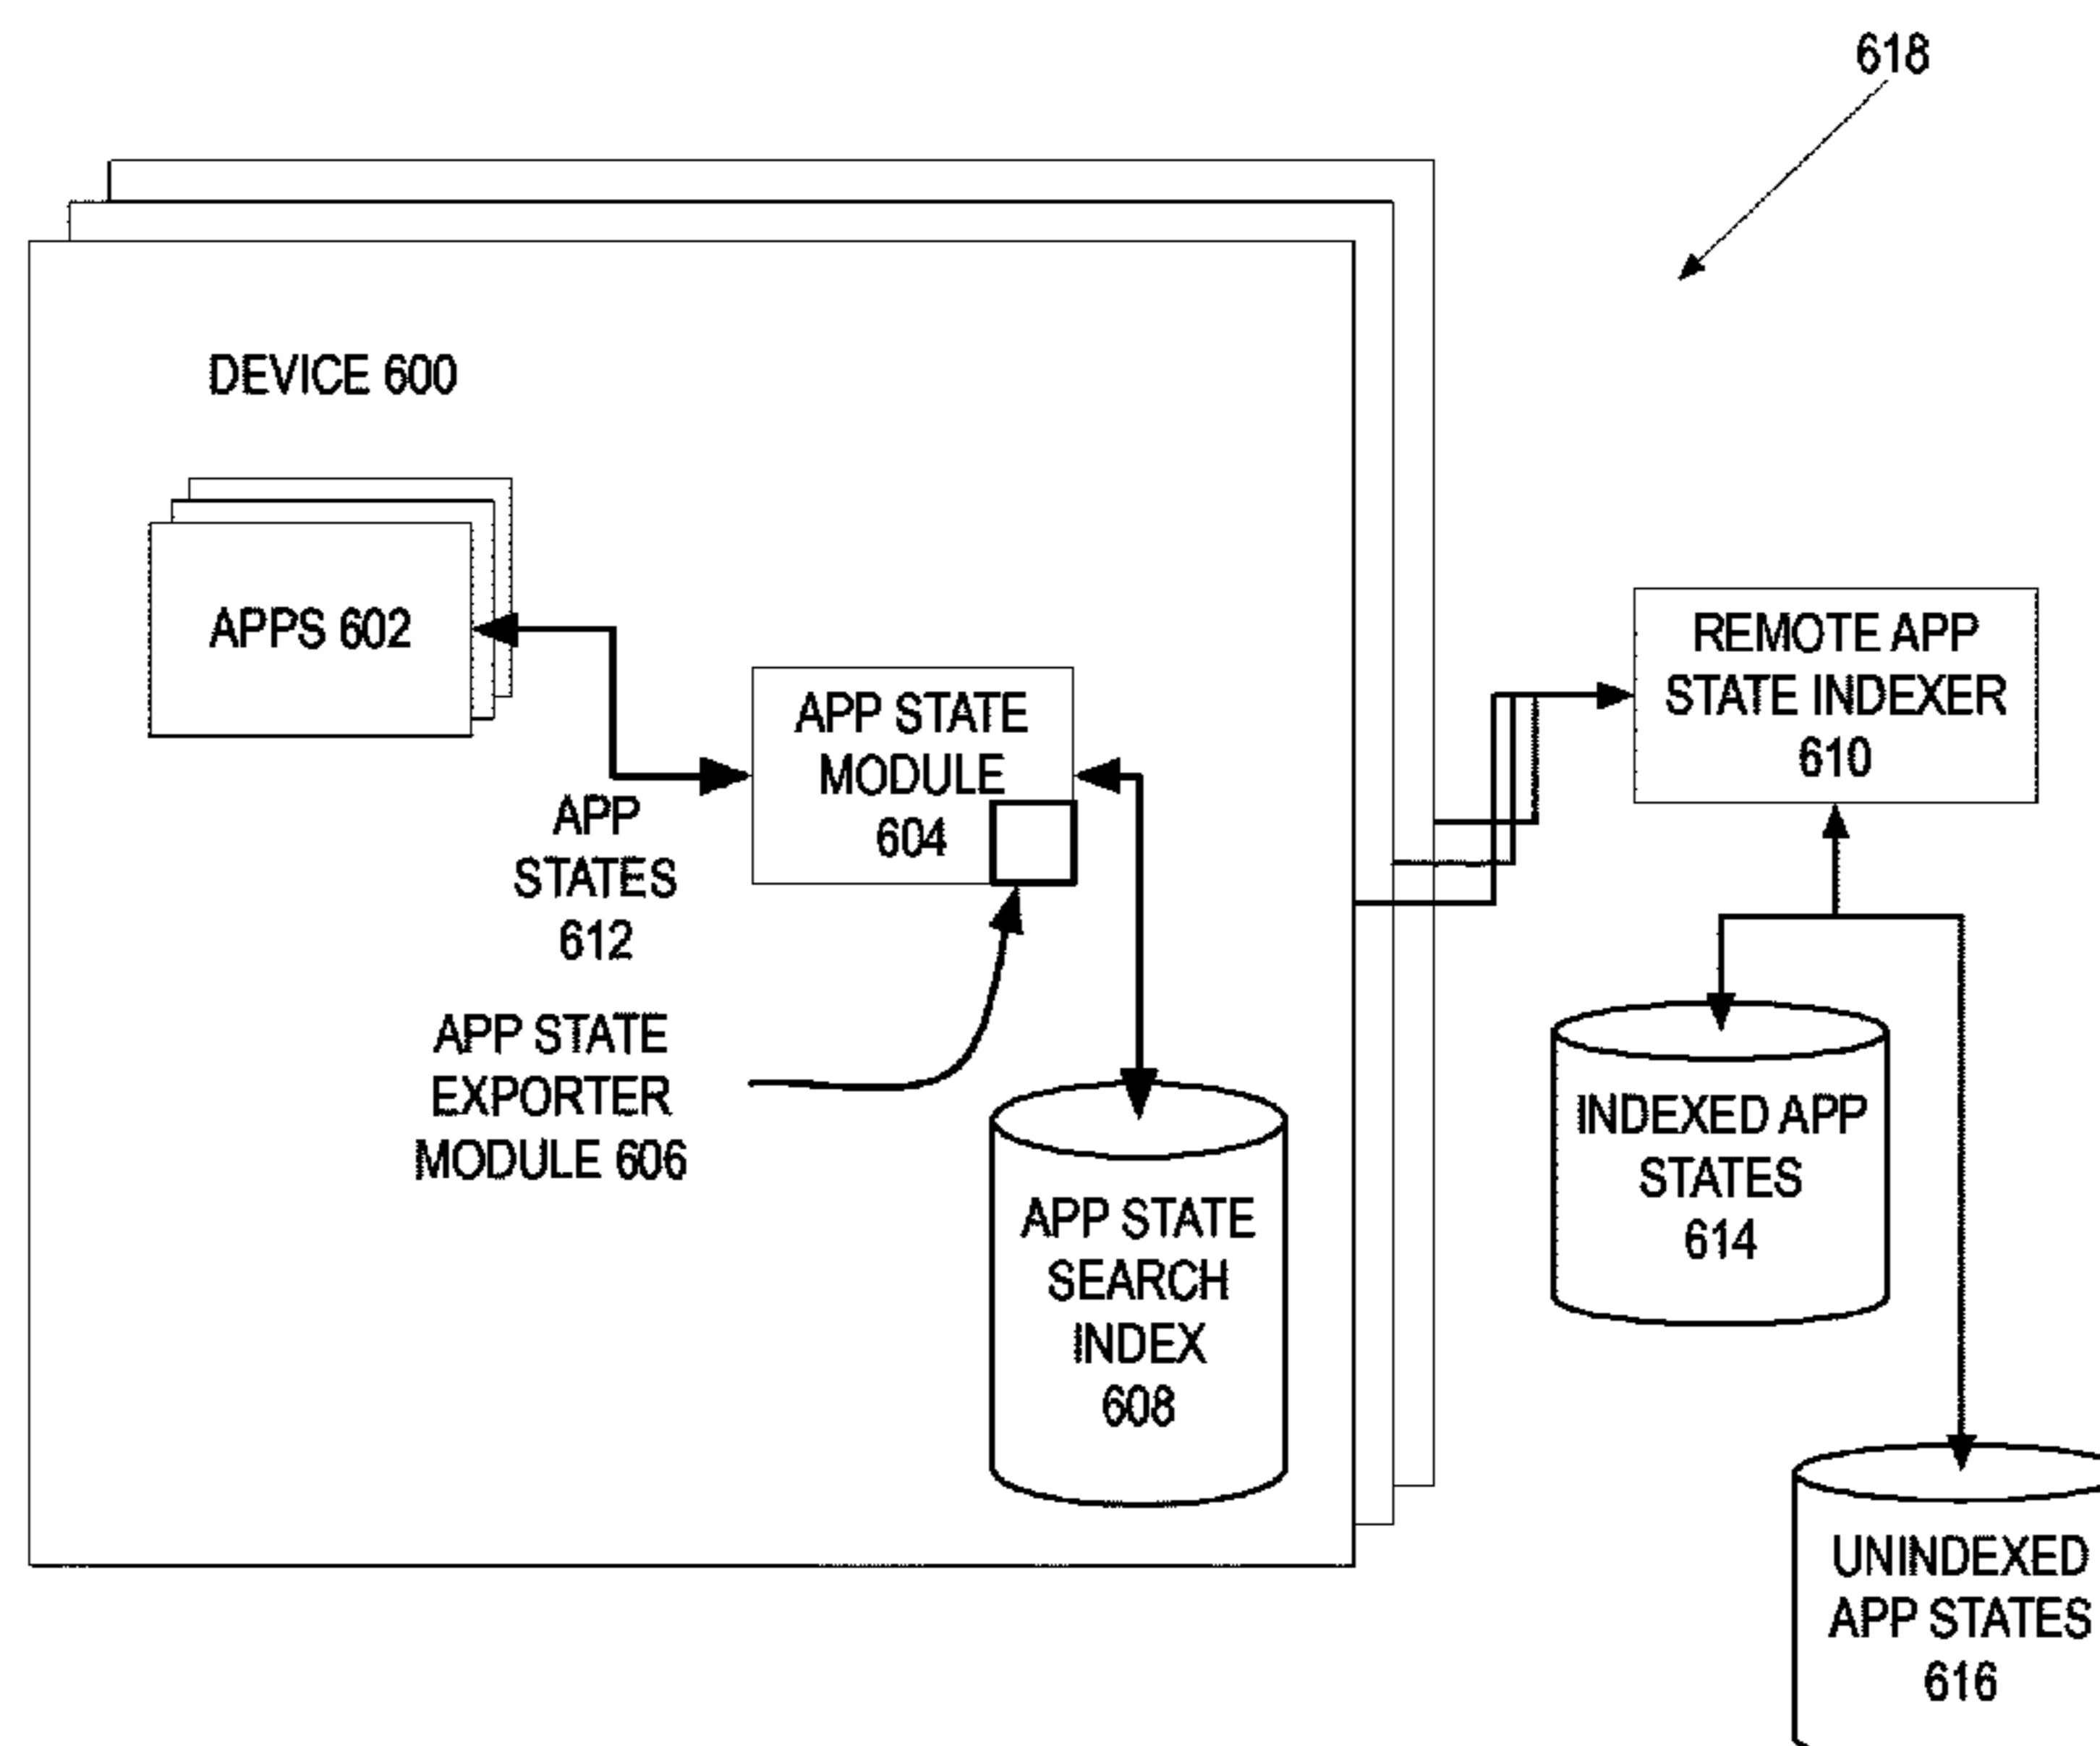 618
DEVICE 600
APPS 602
APP STATE
MODULE
604
APP
STATES
612
APP STATE
EXPORTER
MODULE 606
APP STATE
SEARCH
INDEX
608
REMOTE APP
STATE INDEXER
610
INDEXED APP
STATES
614
UNINDEXED
APP STATES
616